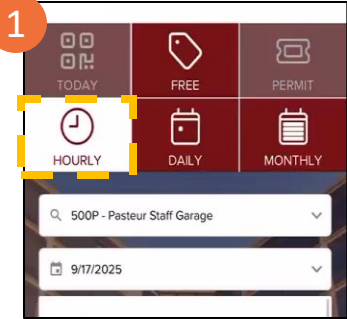 1
TODAY
FREE
PERMIT
HOURLY
DAILY
MONTHLY
500P - Pasteur Staff Garage
9/17/2025